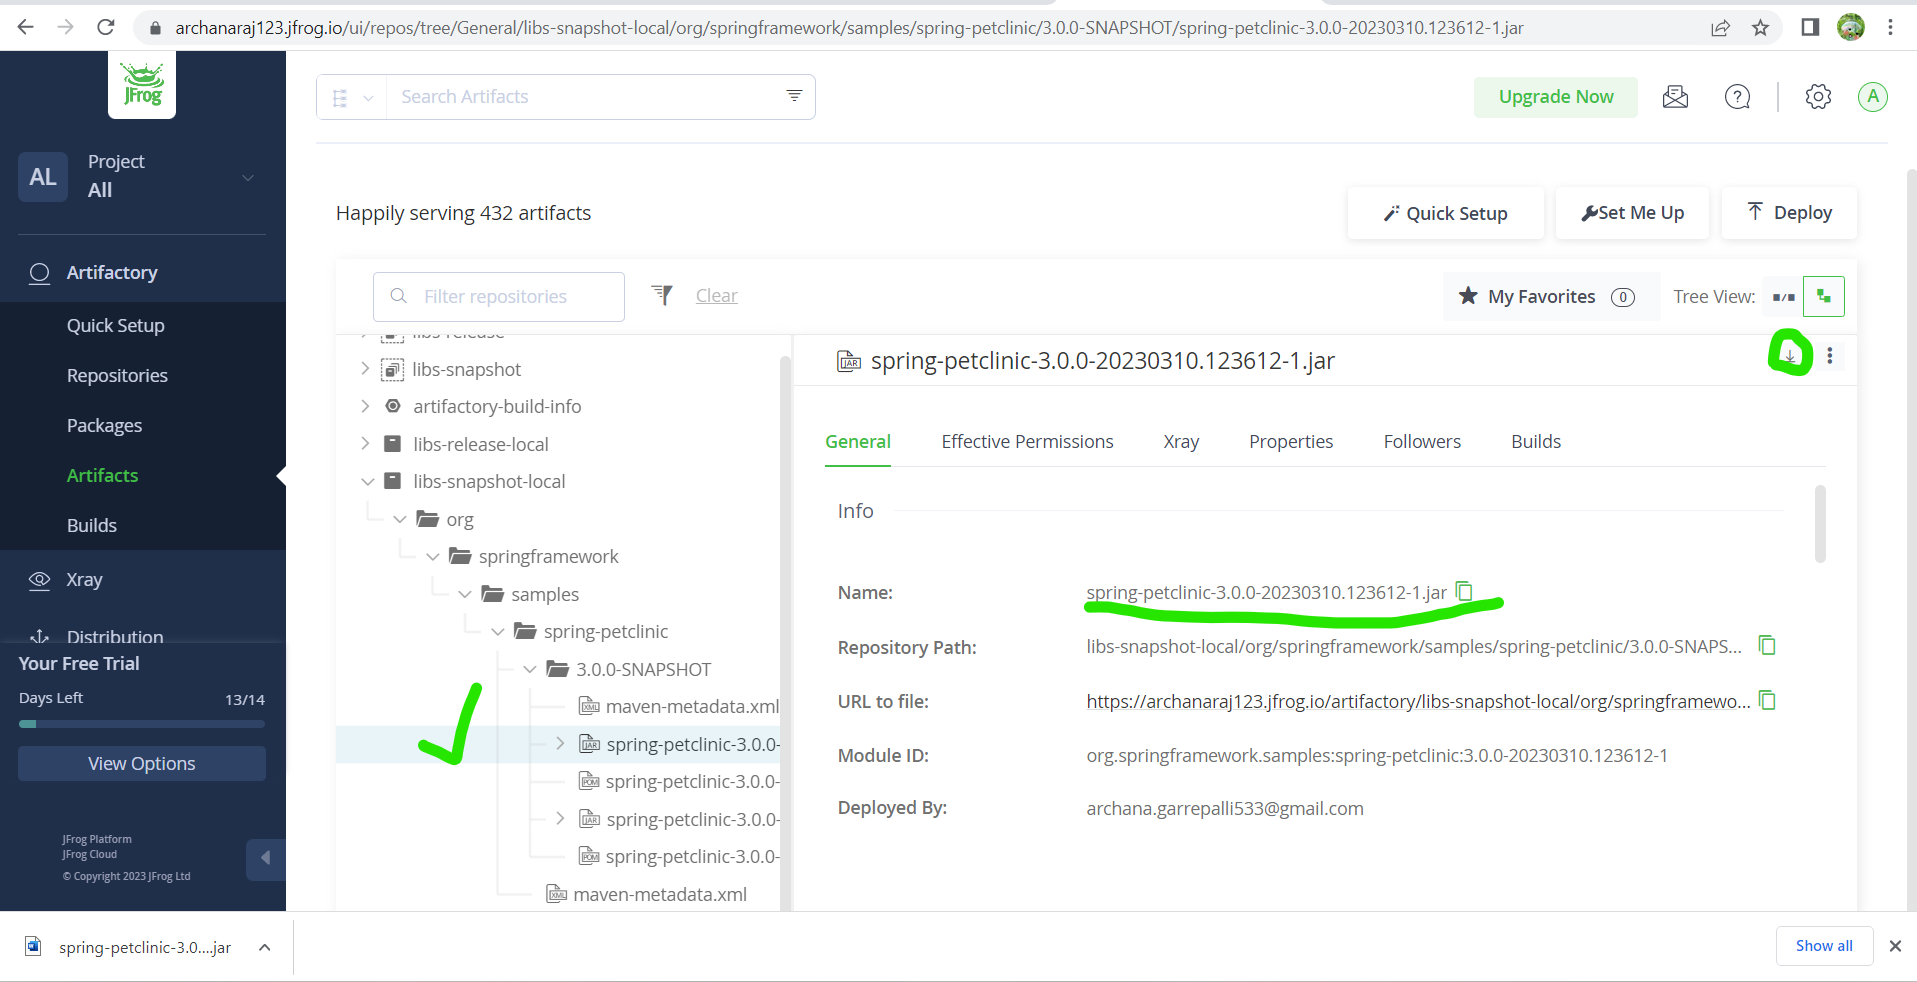 archanaraj123.jfrog.io/ui/repos/tree/General/libs-snapshot-local/org/springframework/samples/spring-petclinic/3.0.0-SNAPSHOT/spring-petclinic-3.0.0-20230310.123612-1.jar
JFrog
Search Artifacts
Upgrade Now
A
AL
Project
All
Happily serving 432 artifacts
Quick Setup
Set Me Up
Deploy
Artifactory
Quick Setup
Repositories
Packages
Artifacts
Builds
Xray
Distribution
Your Free Trial
Days Left 13/14
View Options
JFrog Platform
JFrog Cloud
© Copyright 2023 JFrog Ltd
Filter repositories
Clear
My Favorites 0
Tree View:
libs-release
libs-snapshot
artifactory-build-info
libs-release-local
libs-snapshot-local
org
springframework
samples
spring-petclinic
3.0.0-SNAPSHOT
XML maven-metadata.xml
JAR spring-petclinic-3.0.0-
POM spring-petclinic-3.0.0-
JAR spring-petclinic-3.0.0-
POM spring-petclinic-3.0.0-
XML maven-metadata.xml
JAR spring-petclinic-3.0.0-20230310.123612-1.jar
General Effective Permissions Xray Properties Followers Builds
Info
Name: spring-petclinic-3.0.0-20230310.123612-1.jar
Repository Path: libs-snapshot-local/org/springframework/samples/spring-petclinic/3.0.0-SNAPS...
URL to file: https://archanaraj123.jfrog.io/artifactory/libs-snapshot-local/org/springframewo...
Module ID: org.springframework.samples:spring-petclinic:3.0.0-20230310.123612-1
Deployed By: archana.garrepalli533@gmail.com
spring-petclinic-3.0....jar
Show all